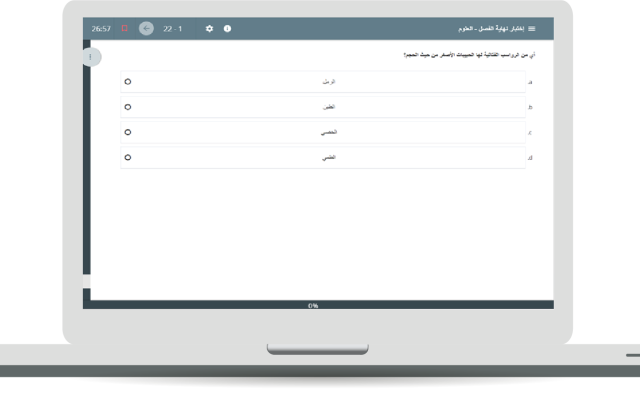 إختبار نهاية الفصل - العلوم
1 - 22
26:57
أي من الرواسب الفتاتية لها الحبيبات الأصغر من حيث الحجم؟
الرمل
الطين
الحصى
الطمي
0%